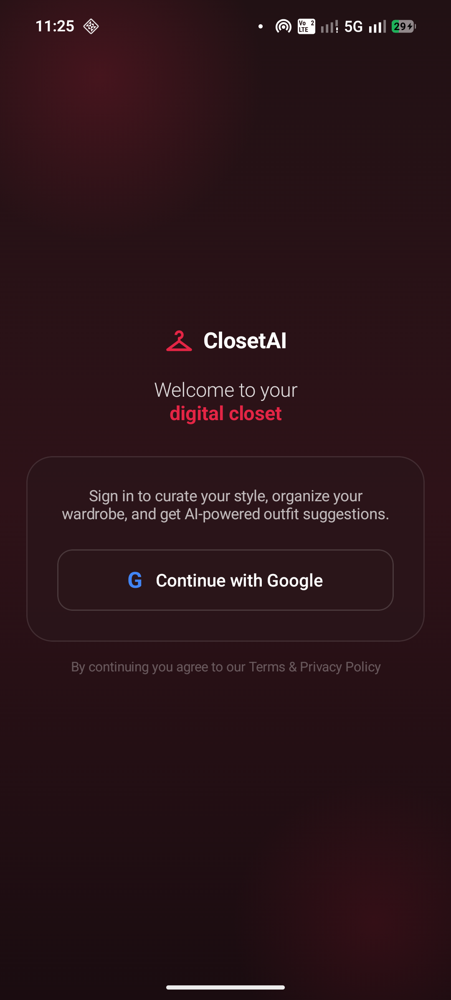 11:25
Vo 2
LTE
5G
29
ClosetAI
Welcome to your
digital closet
Sign in to curate your style, organize your
wardrobe, and get AI-powered outfit suggestions.
G Continue with Google
By continuing you agree to our Terms & Privacy Policy